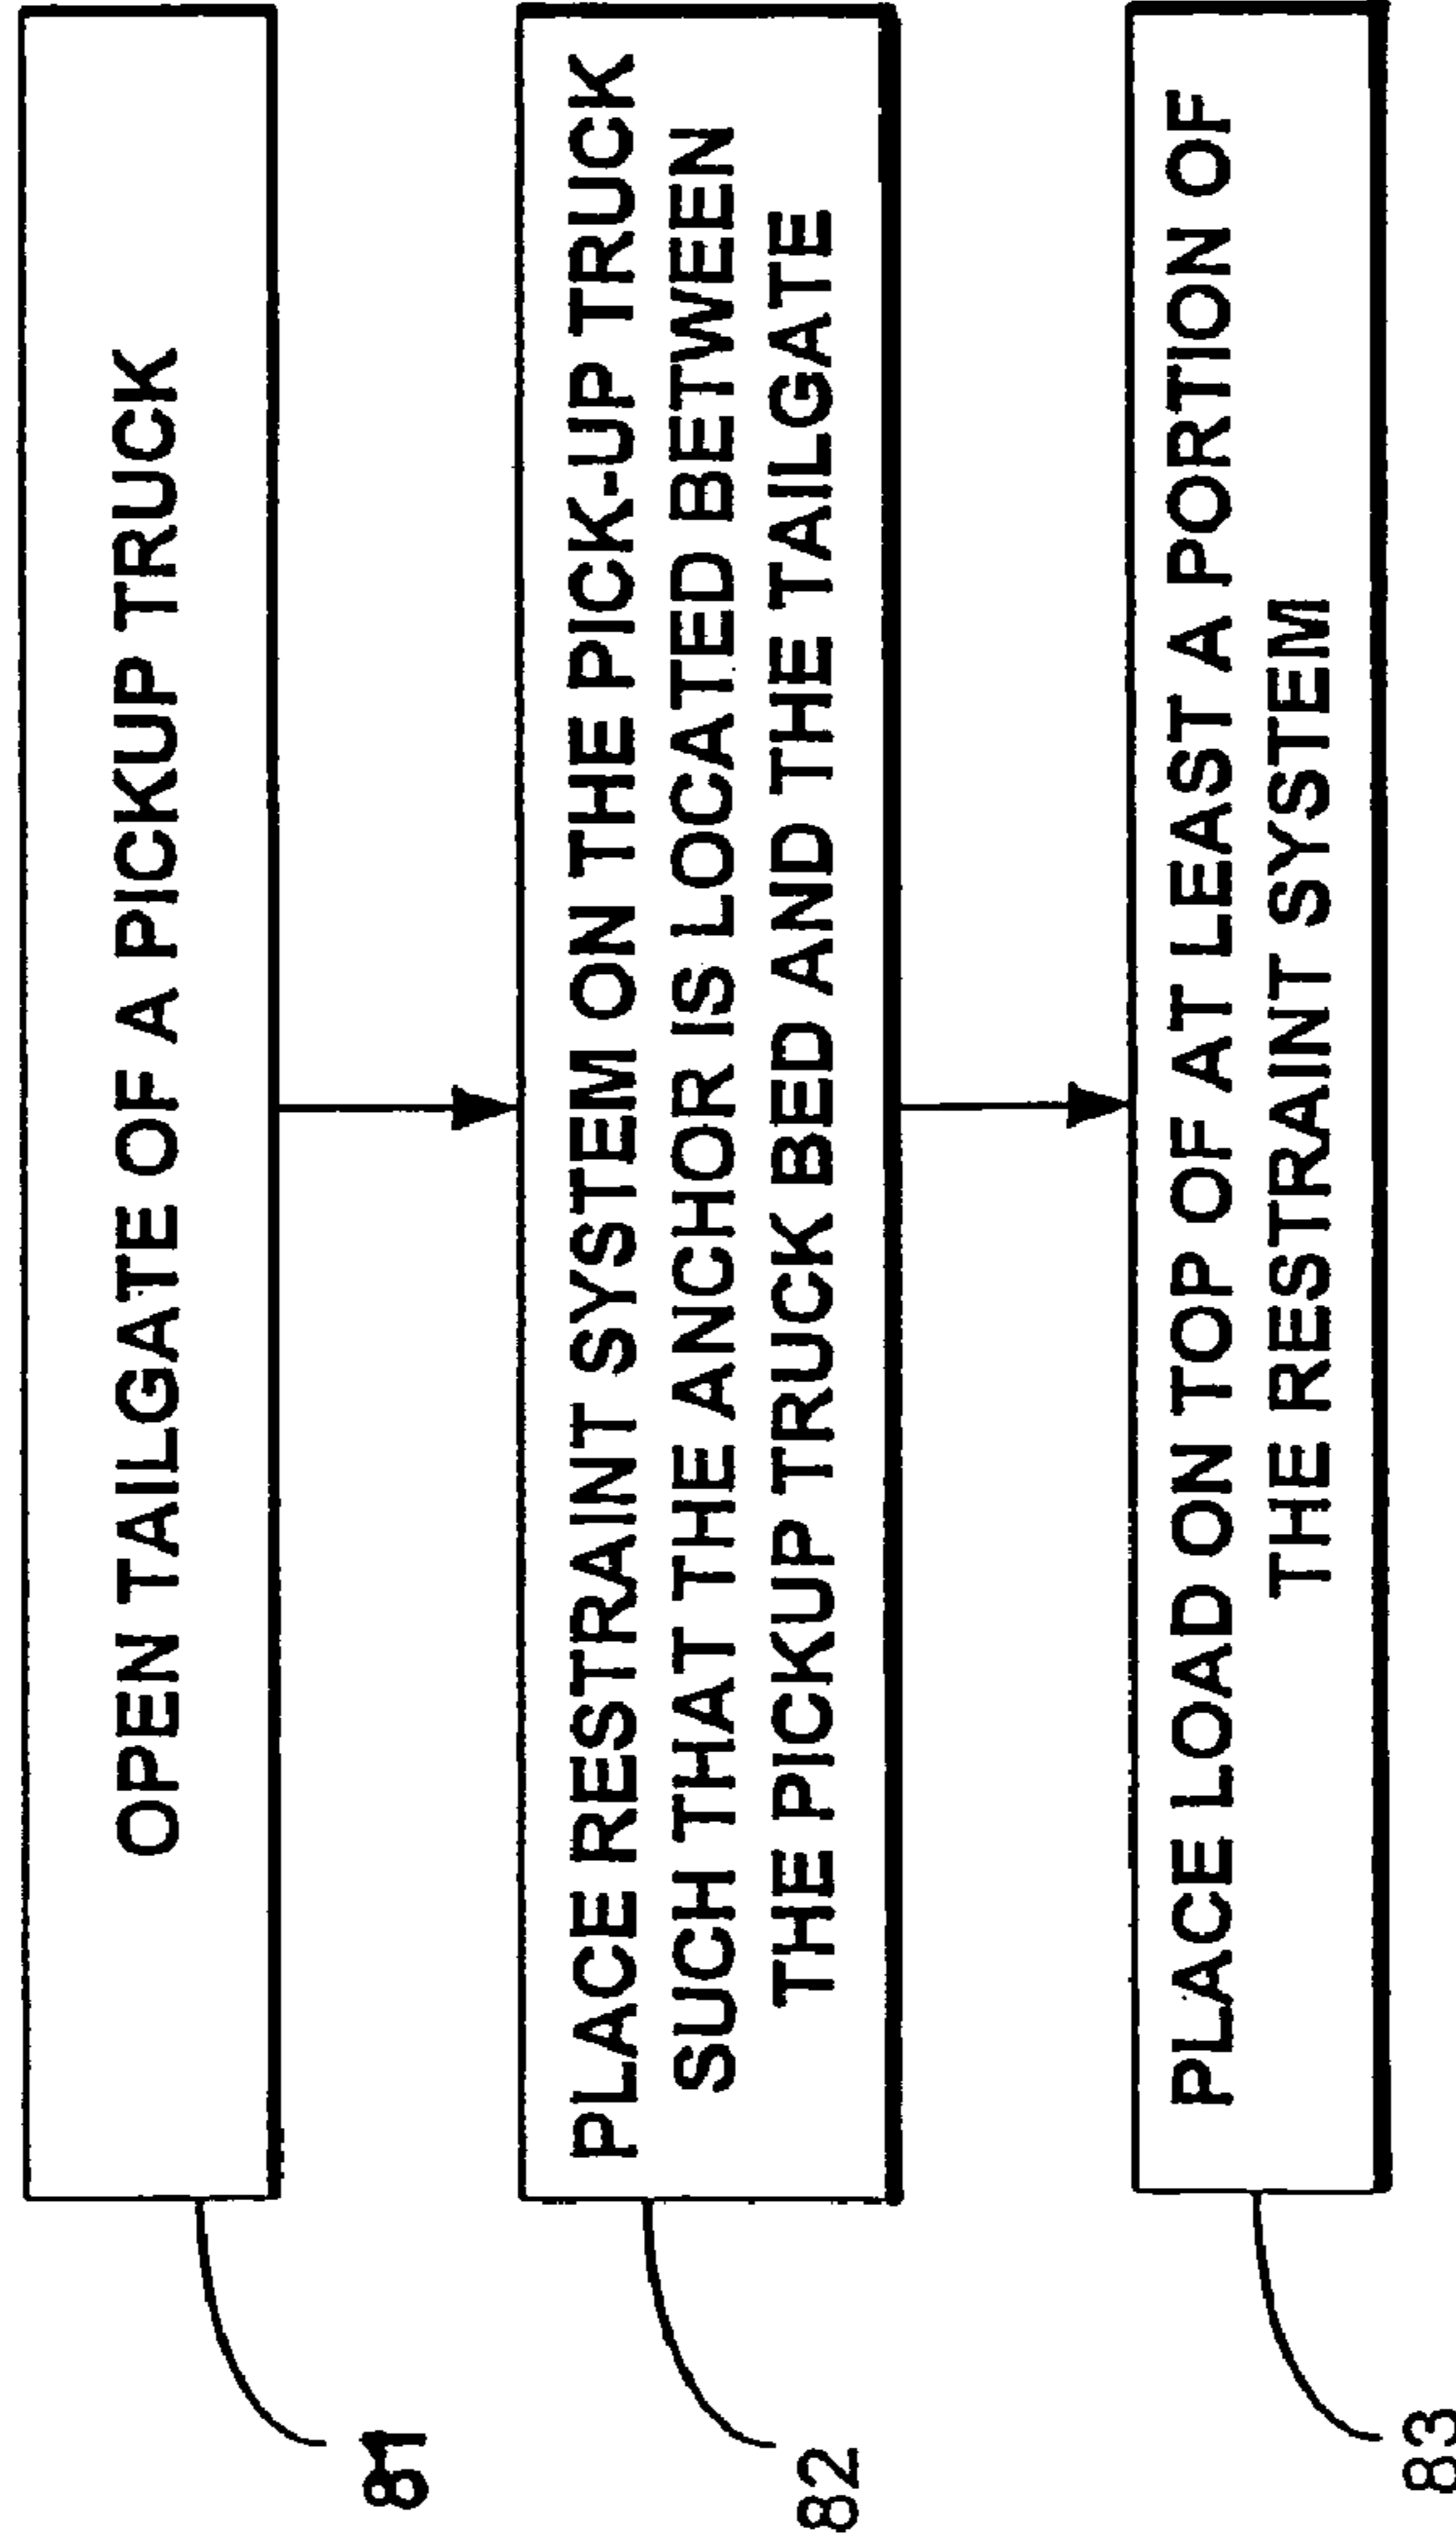 OPEN TAILGATE OF A PICKUP TRUCK
81
PLACE RESTRAINT SYSTEM ON THE PICK-UP TRUCK
SUCH THAT THE ANCHOR IS LOCATED BETWEEN
THE PICKUP TRUCK BED AND THE TAILGATE
82
PLACE LOAD ON TOP OF AT LEAST A PORTION OF
THE RESTRAINT SYSTEM
83